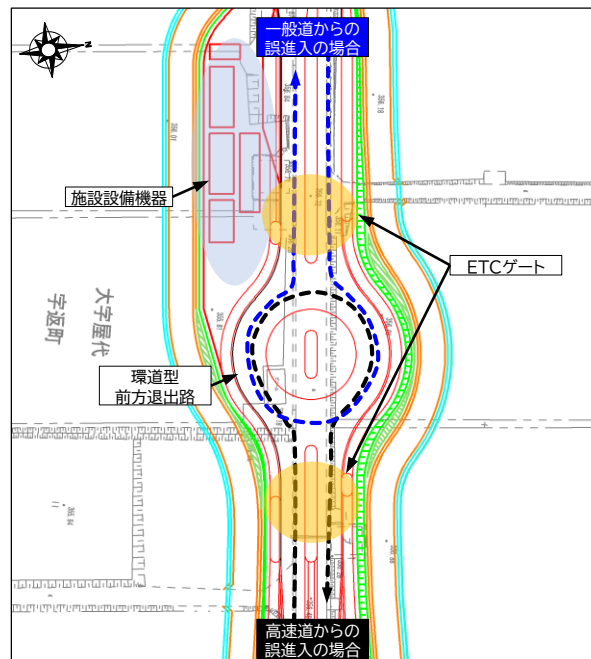 一般道からの
誤進入の場合
施設設備機器
ETCゲート
大字屋代
字返町
環道型
前方退出路
高速道からの
誤進入の場合